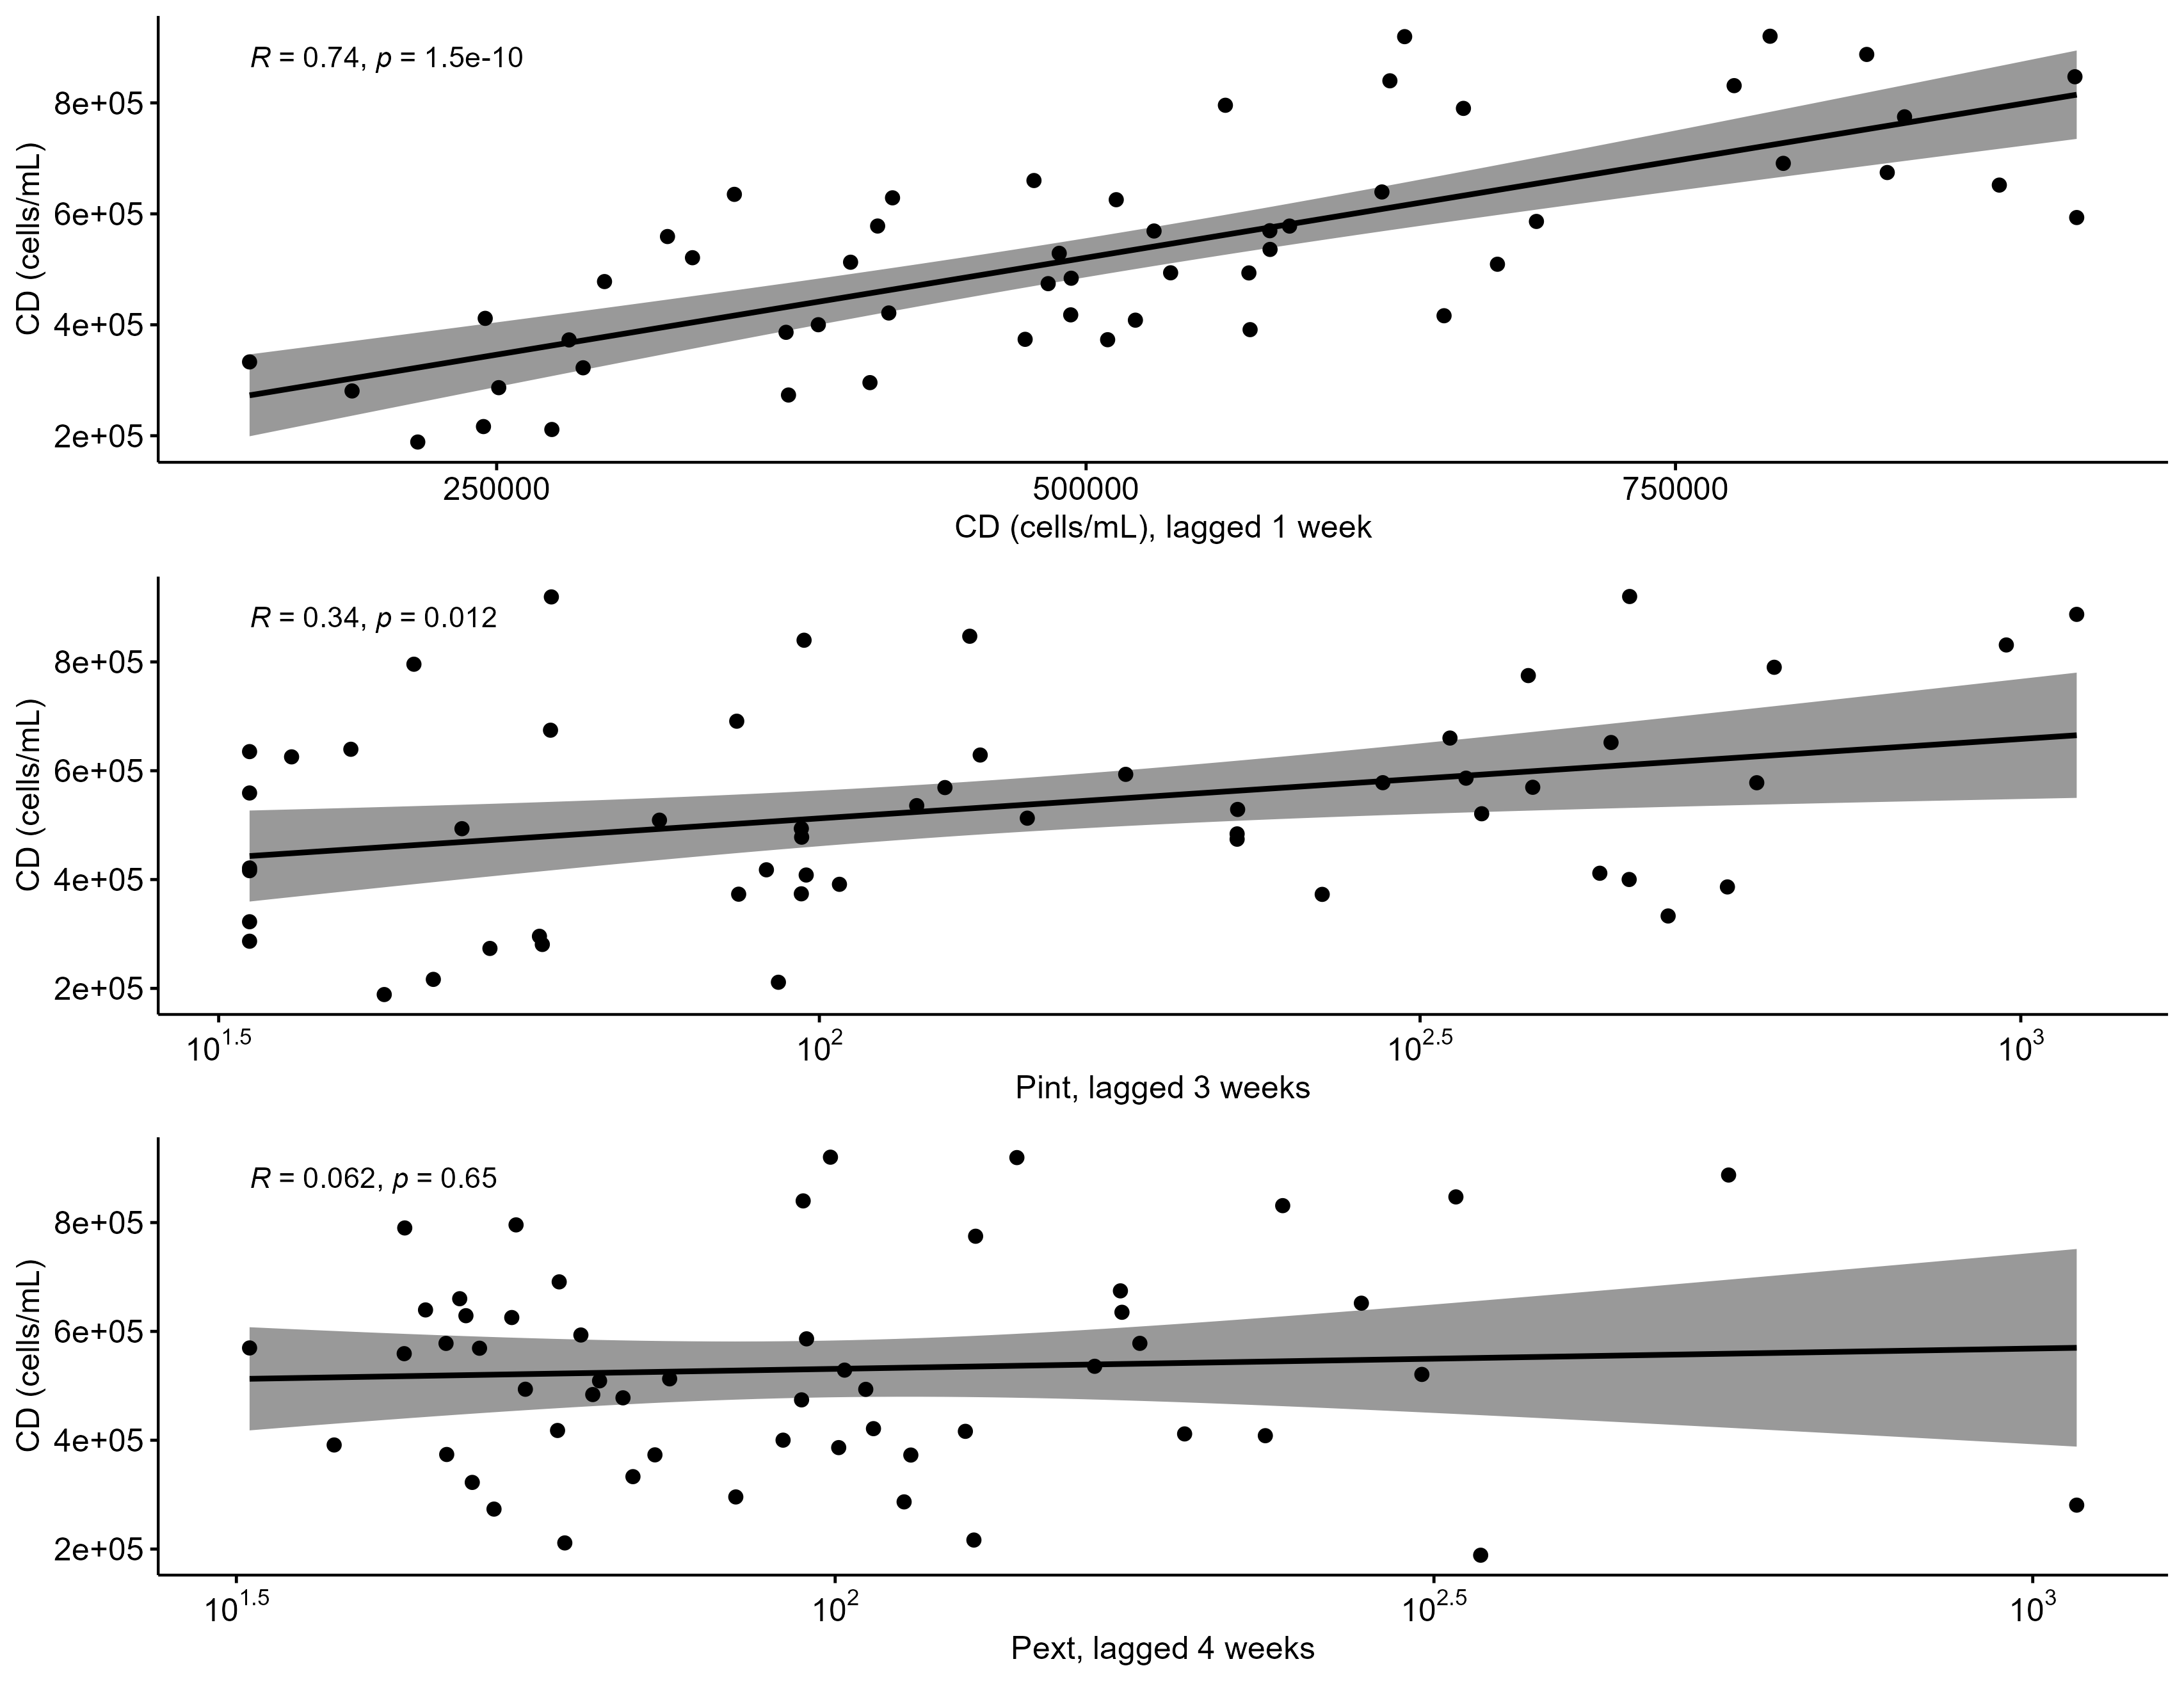 R = 0.74, p = 1.5e-10
8e+05
6e+05
4e+05
2e+05
CD (cells/mL)
250000 500000 750000
CD (cells/mL), lagged 1 week
R = 0.34, p = 0.012
8e+05
6e+05
4e+05
2e+05
CD (cells/mL)
10^1.5 10^2 10^2.5 10^3
Pint, lagged 3 weeks
R = 0.062, p = 0.65
8e+05
6e+05
4e+05
2e+05
CD (cells/mL)
10^1.5 10^2 10^2.5 10^3
Pext, lagged 4 weeks